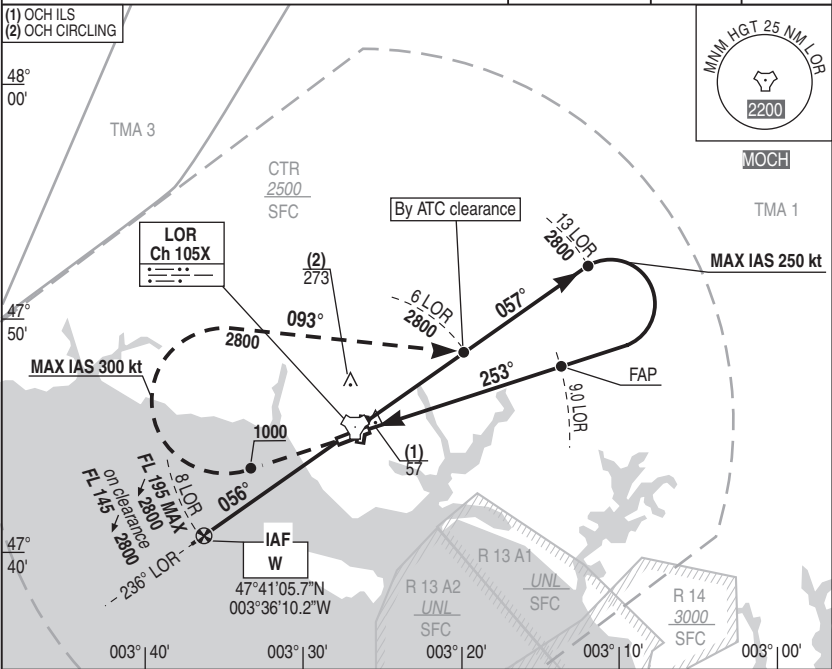 (1) OCH ILS
(2) OCH CIRCLING
MNM HGT 25 NM LOR
2200
MOCH
48°
00'
TMA 3
CTR
2500
SFC
TMA 1
By ATC clearance
LOR
Ch 105X
13 LOR
2800
MAX IAS 250 kt
(2)
273
6 LOR
2800
057°
47°
50'
093°
2800
MAX IAS 300 kt
253°
FAP
9.0 LOR
1000
(1)
57
8 LOR
056°
FL 195 MAX
2800
on clearance
FL 145
2800
236° LOR
IAF
W
47°41'05.7"N
003°36'10.2"W
47°
40'
R 13 A1
UNL
SFC
R 13 A2
UNL
SFC
R 14
3000
SFC
003°40'
003°30'
003°20'
003°10'
003°00'